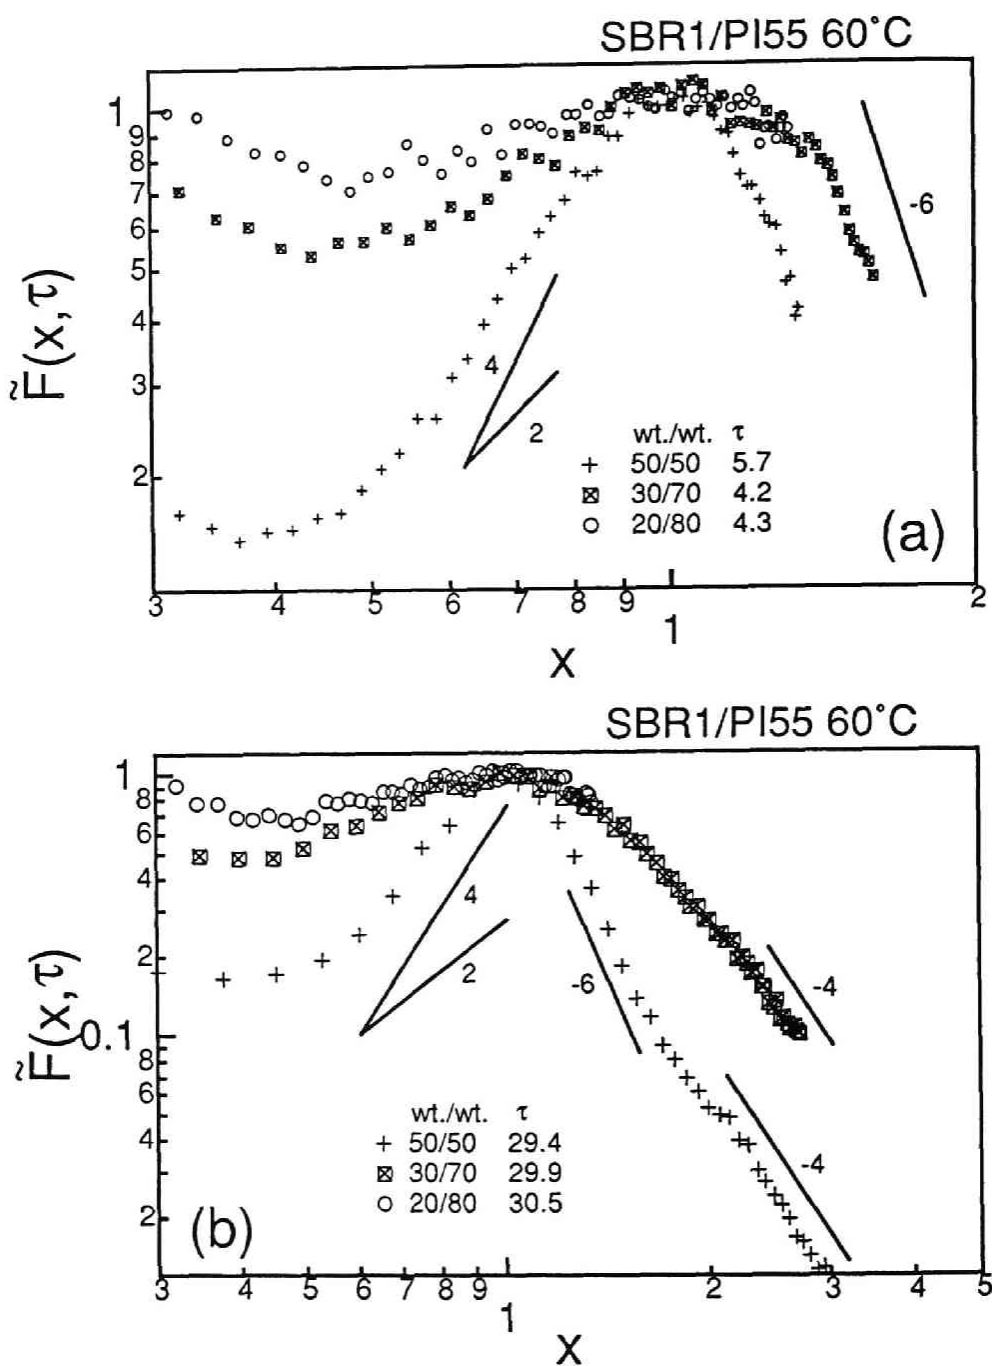 SBR1/PI55 60°C
1
9
8
7
6
5
4
3
2
F̃(x,τ)
-6
4
2
wt./wt. τ
+ 50/50 5.7
⊠ 30/70 4.2
○ 20/80 4.3
(a)
3 4 5 6 7 8 9 1 2
x
SBR1/PI55 60°C
1
8
6
4
2
0.1
8
6
4
2
F̃(x,τ)
4
2
-6
-4
-4
wt./wt. τ
+ 50/50 29.4
⊠ 30/70 29.9
○ 20/80 30.5
(b)
3 4 5 6 7 8 9 1 2 3 4 5
x